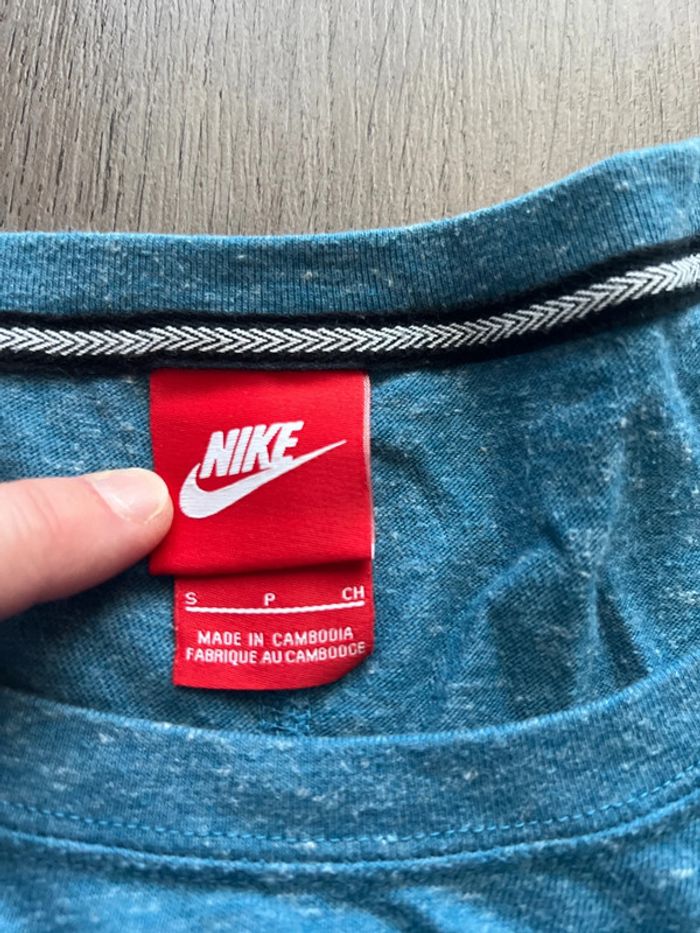 NIKE
S P CH
MADE IN CAMBODIA
FABRIQUE AU CAMBODGE